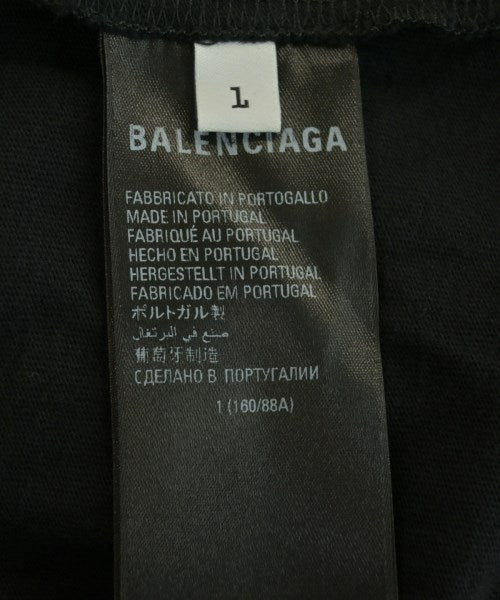 1
BALENCIAGA
FABBRICATO IN PORTOGALLO
MADE IN PORTUGAL
FABRIQUÉ AU PORTUGAL
HECHO EN PORTUGAL
HERGESTELLT IN PORTUGAL
FABRICADO EM PORTUGAL
ポルトガル製
صنع في البرتغال
葡萄牙制造
СДЕЛАНО В ПОРТУГАЛИИ
1 (160/88A)